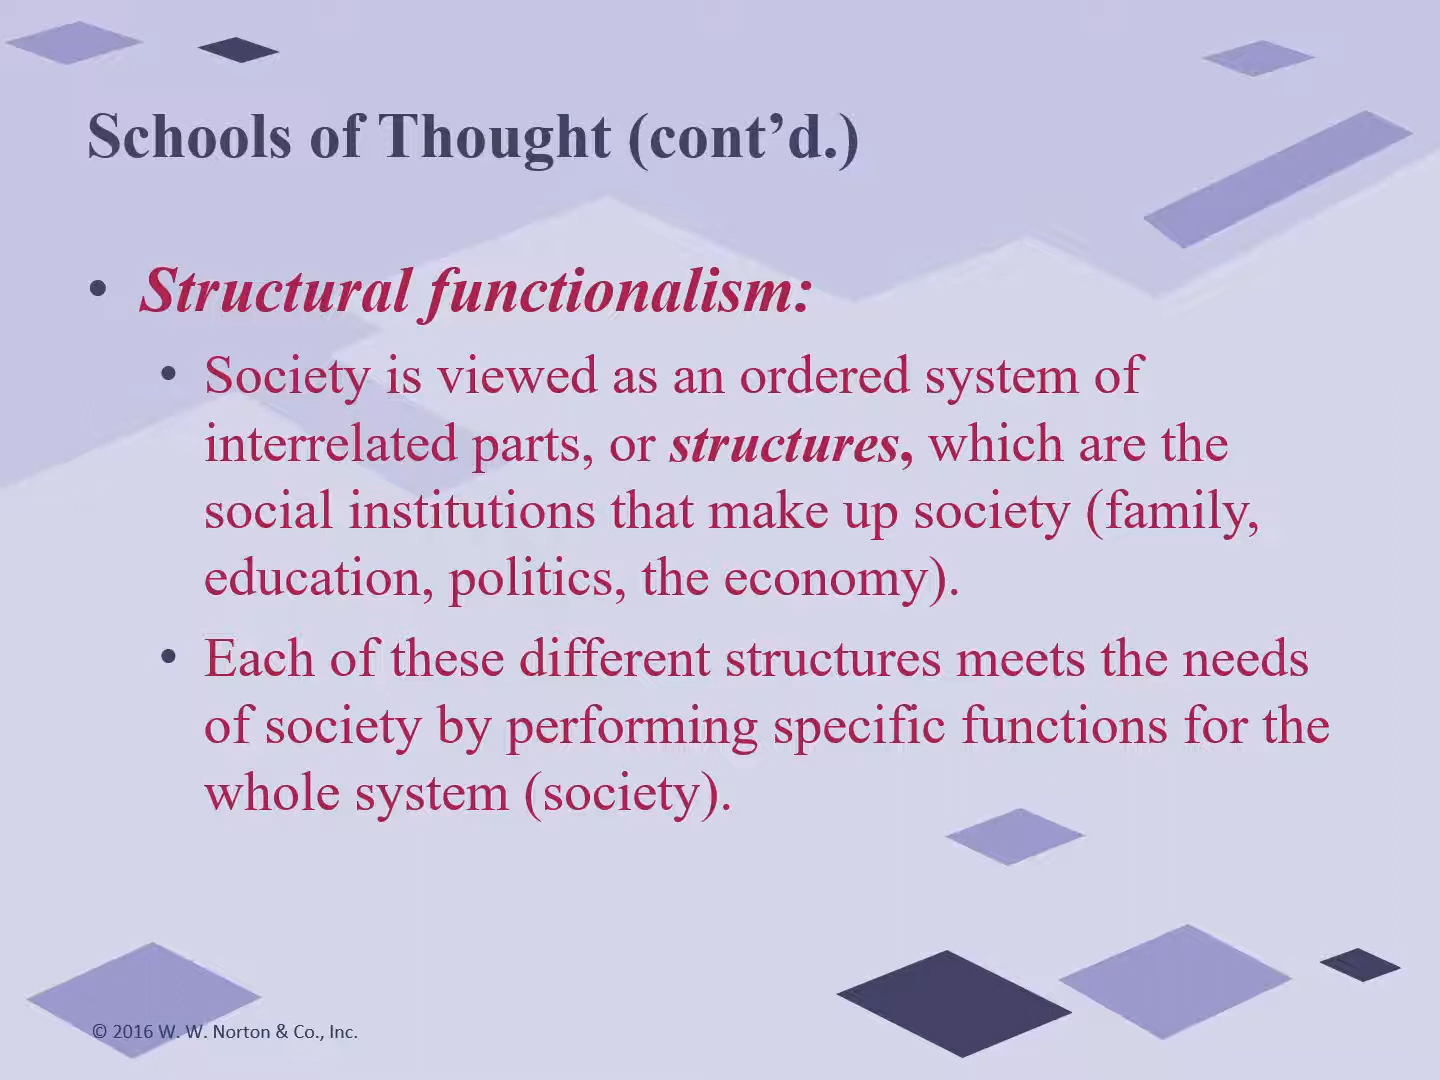 Schools of Thought (cont’d.)
• Structural functionalism:
• Society is viewed as an ordered system of
interrelated parts, or structures, which are the
social institutions that make up society (family,
education, politics, the economy).
• Each of these different structures meets the needs
of society by performing specific functions for the
whole system (society).
© 2016 W. W. Norton & Co., Inc.